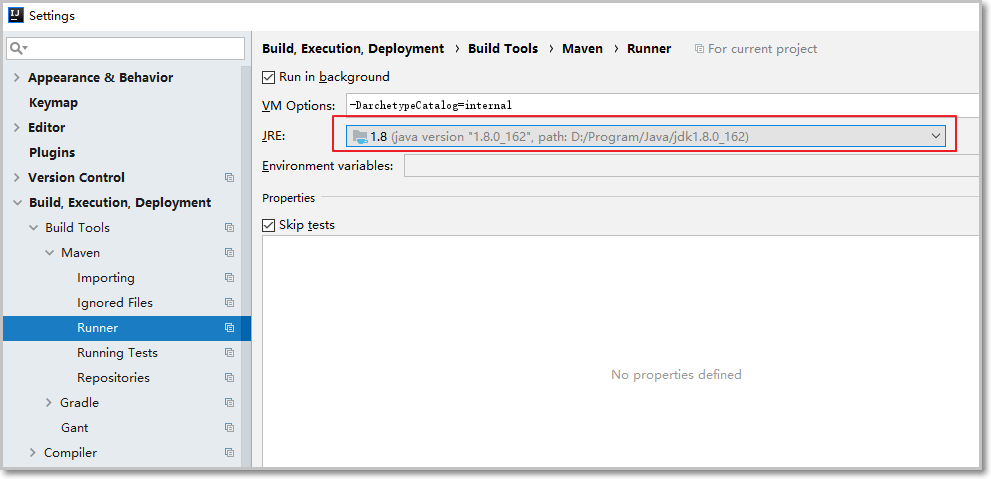 Settings
Appearance & Behavior
Keymap
Editor
Plugins
Version Control
Build, Execution, Deployment
Build Tools
Maven
Importing
Ignored Files
Runner
Running Tests
Repositories
Gradle
Gant
Compiler
Build, Execution, Deployment › Build Tools › Maven › Runner For current project
Run in background
VM Options: -DarchetypeCatalog=internal
JRE: 1.8 (java version "1.8.0_162", path: D:/Program/Java/jdk1.8.0_162)
Environment variables:
Properties
Skip tests
No properties defined